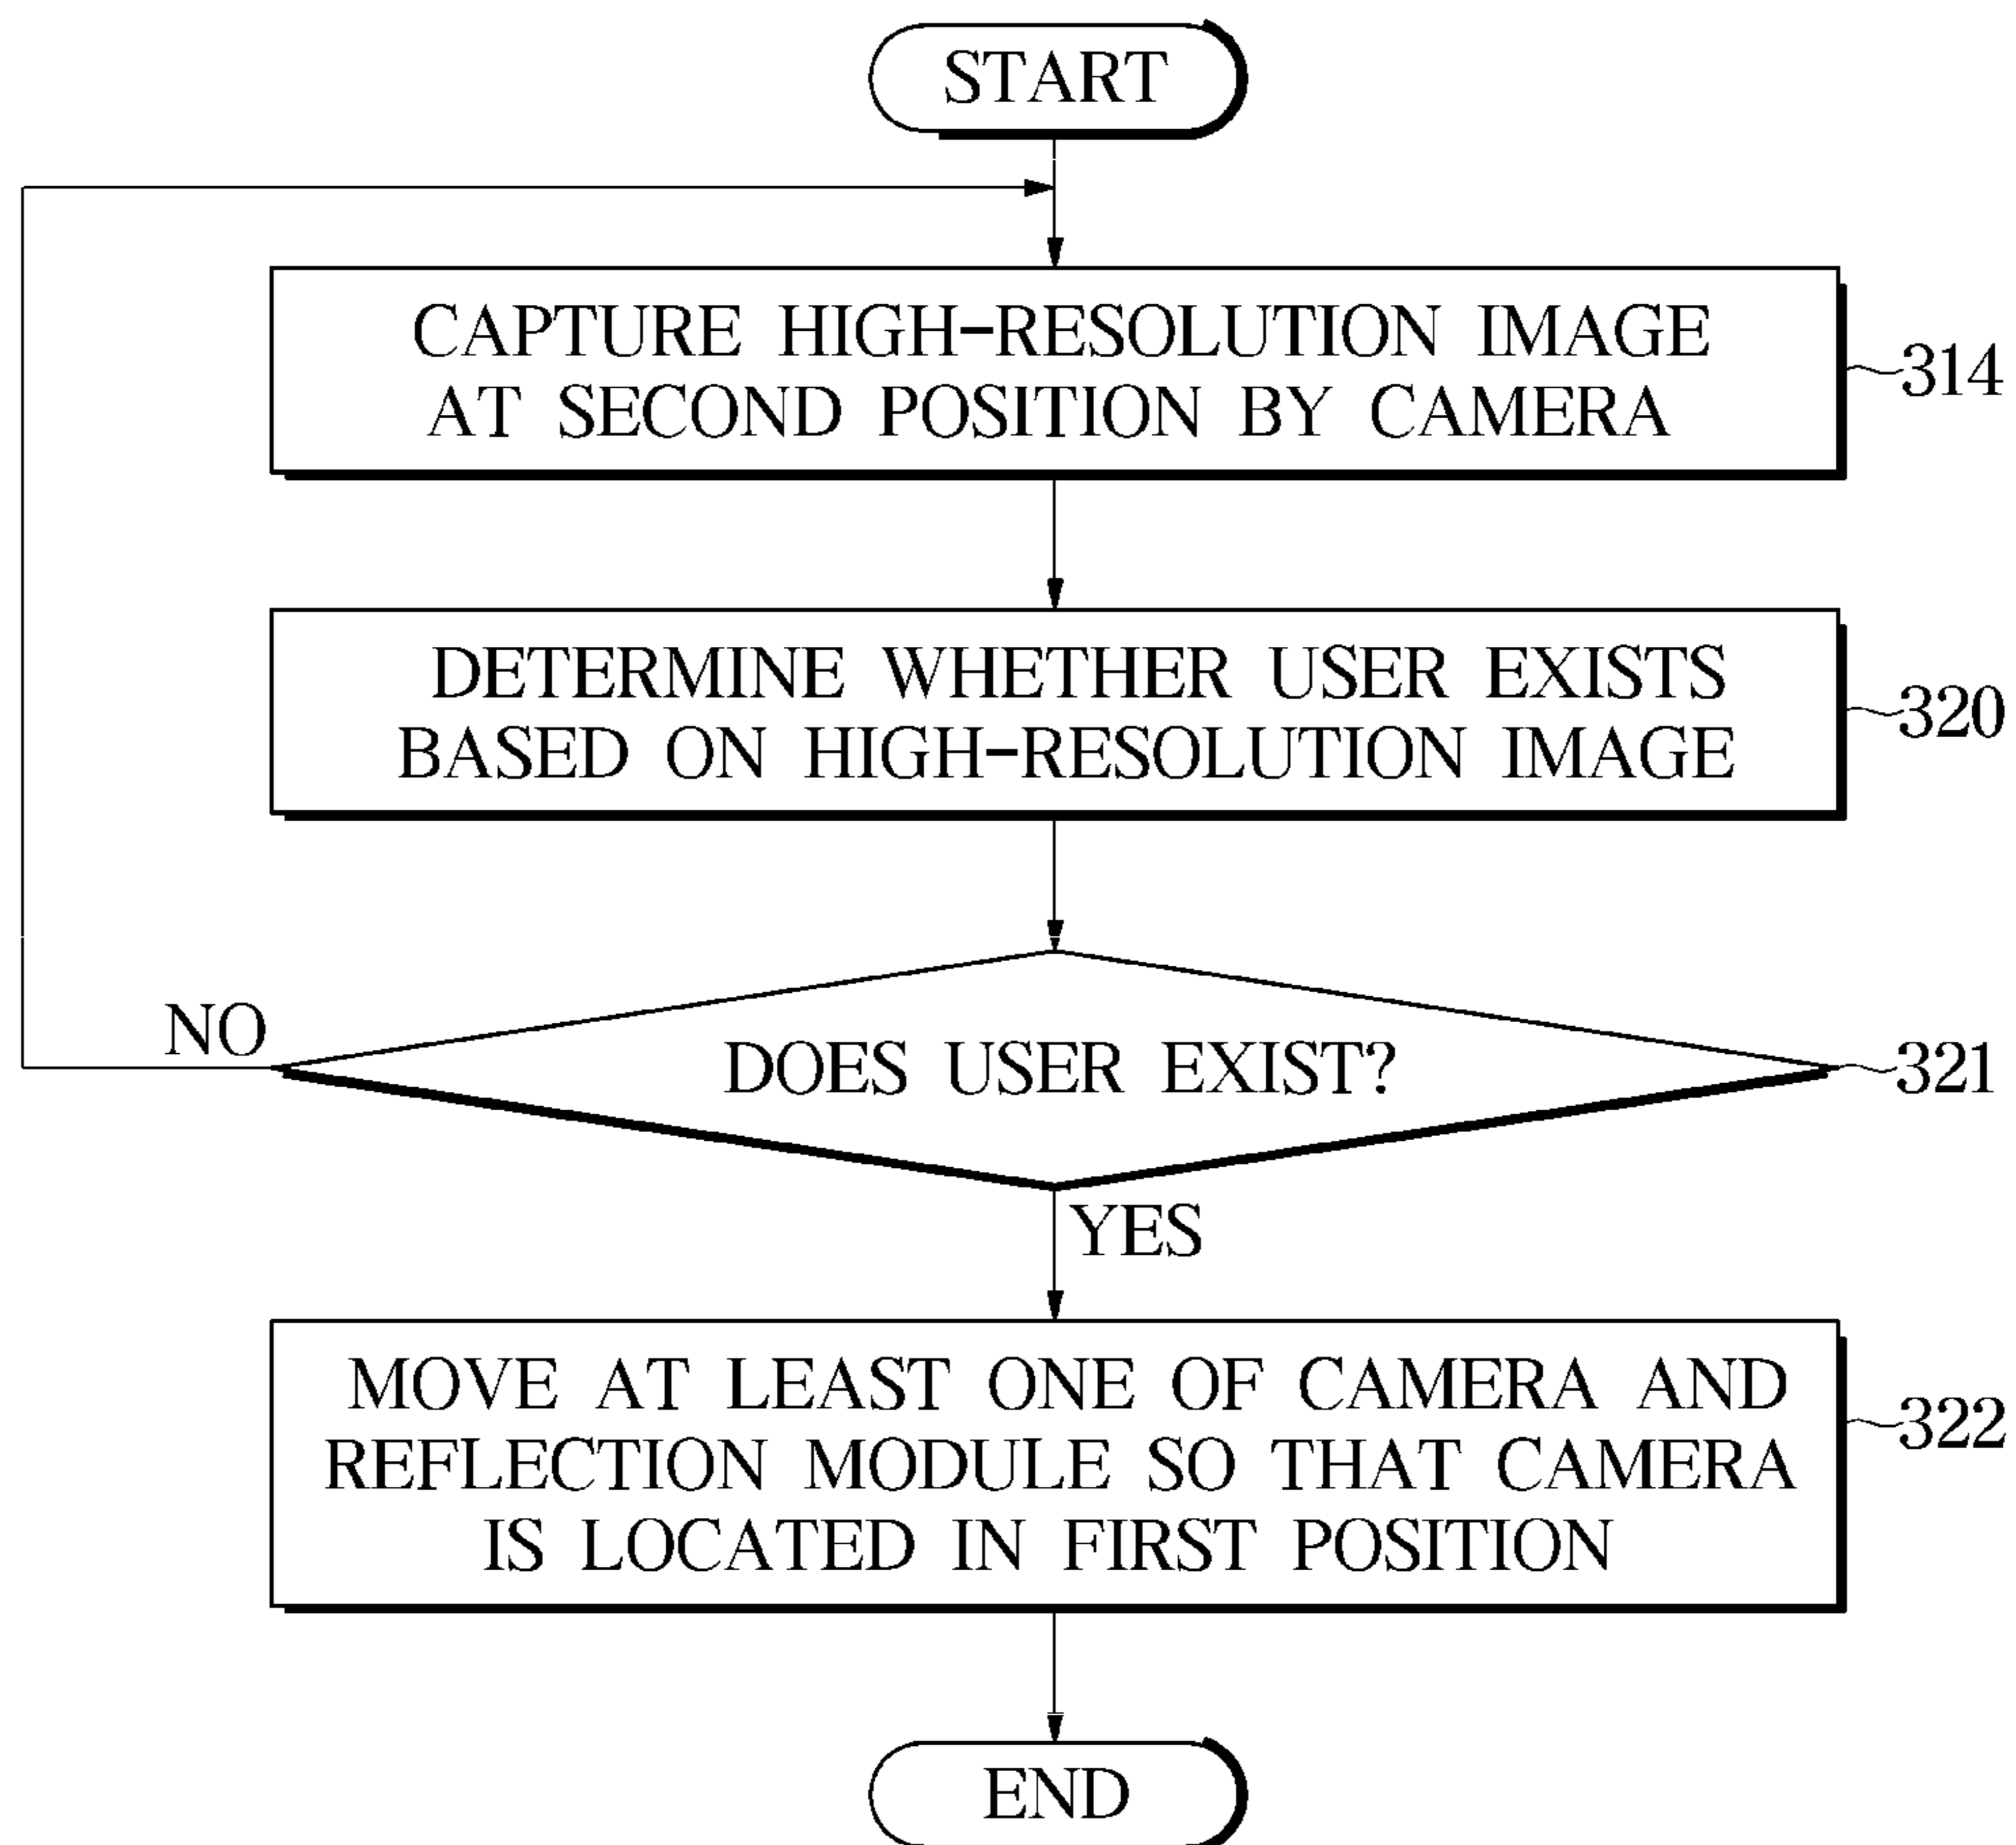 START
CAPTURE HIGH-RESOLUTION IMAGE
AT SECOND POSITION BY CAMERA
314
DETERMINE WHETHER USER EXISTS
BASED ON HIGH-RESOLUTION IMAGE
320
NO
DOES USER EXIST?
321
YES
MOVE AT LEAST ONE OF CAMERA AND
REFLECTION MODULE SO THAT CAMERA
IS LOCATED IN FIRST POSITION
322
END